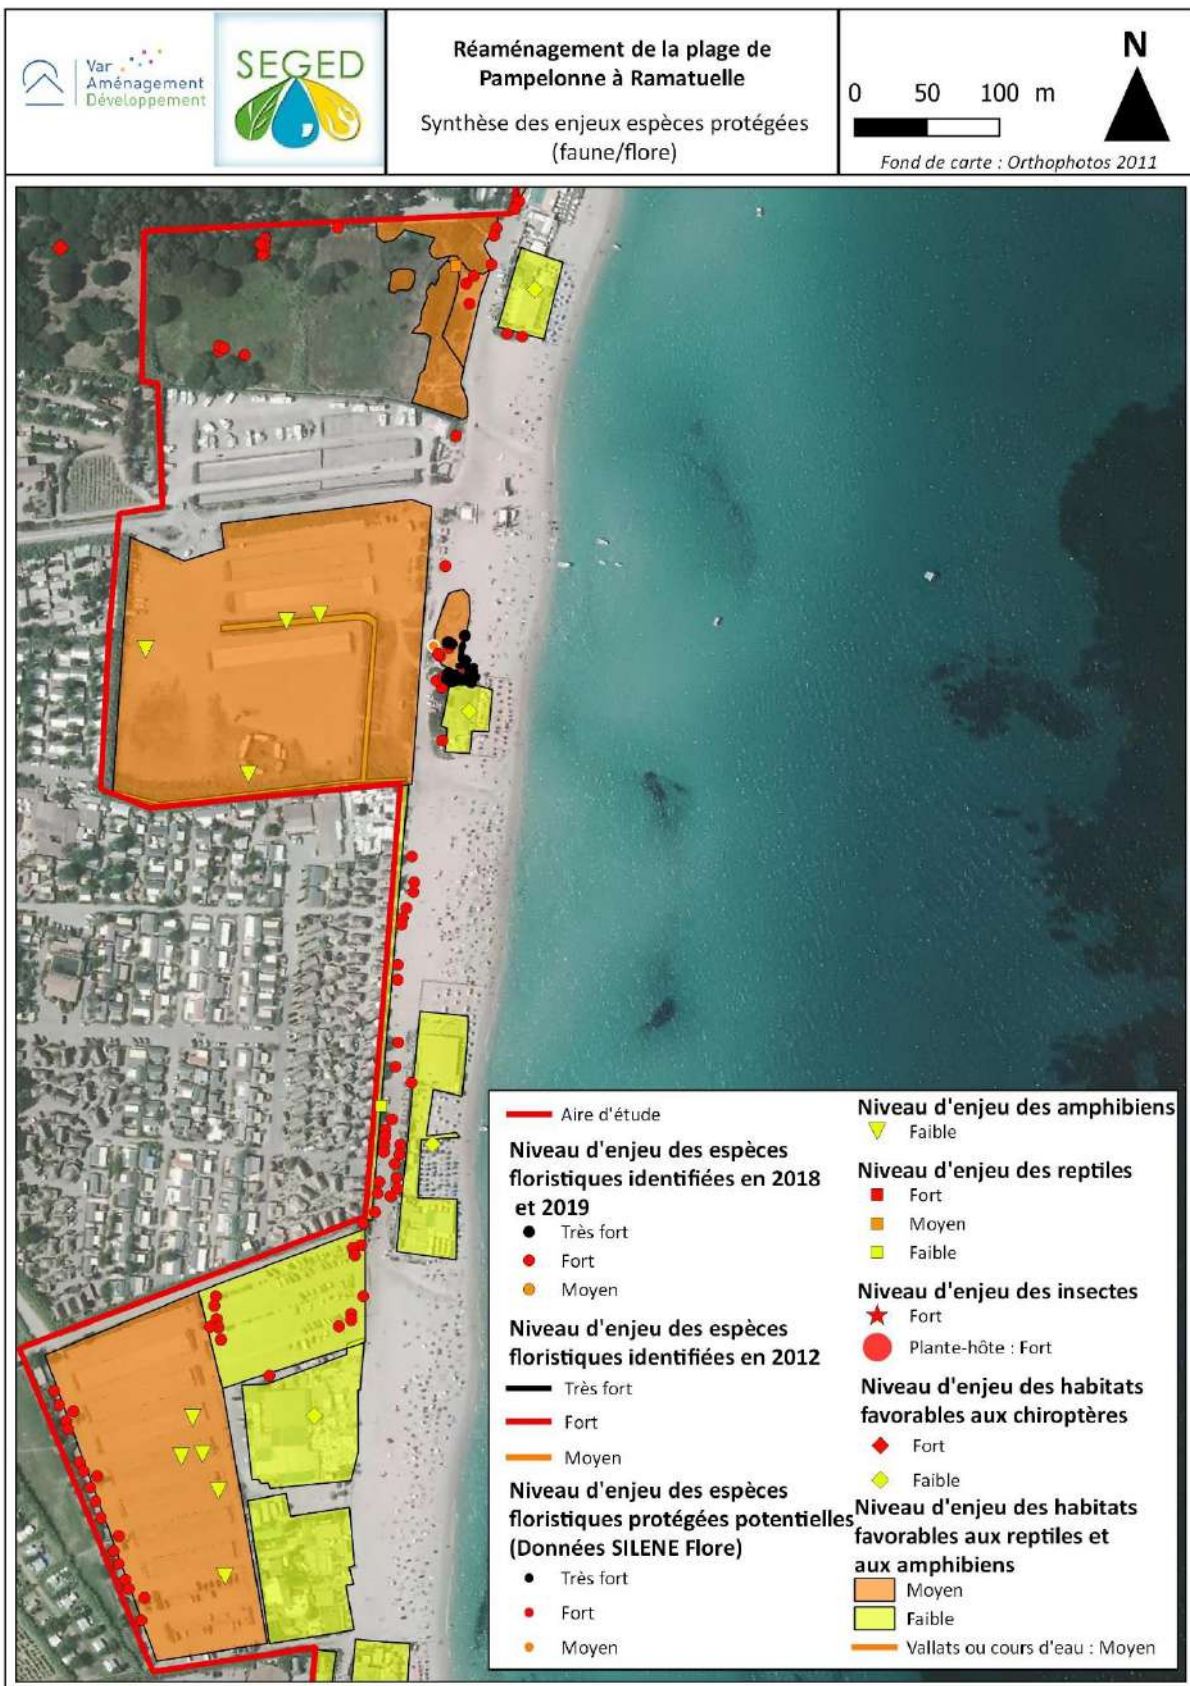 Var
Aménagement
Développement
SEGED
Réaménagement de la plage de
Pampelonne à Ramatuelle
Synthèse des enjeux espèces protégées
(faune/flore)
0 50 100 m
N
Fond de carte : Orthophotos 2011
Aire d'étude
Niveau d'enjeu des espèces
floristiques identifiées en 2018
et 2019
Très fort
Fort
Moyen
Niveau d'enjeu des espèces
floristiques identifiées en 2012
Très fort
Fort
Moyen
Niveau d'enjeu des espèces
floristiques protégées potentielles
(Données SILENE Flore)
Très fort
Fort
Moyen
Niveau d'enjeu des amphibiens
Faible
Niveau d'enjeu des reptiles
Fort
Moyen
Faible
Niveau d'enjeu des insectes
Fort
Plante-hôte : Fort
Niveau d'enjeu des habitats
favorables aux chiroptères
Fort
Faible
Niveau d'enjeu des habitats
favorables aux reptiles et
aux amphibiens
Moyen
Faible
Vallats ou cours d'eau : Moyen